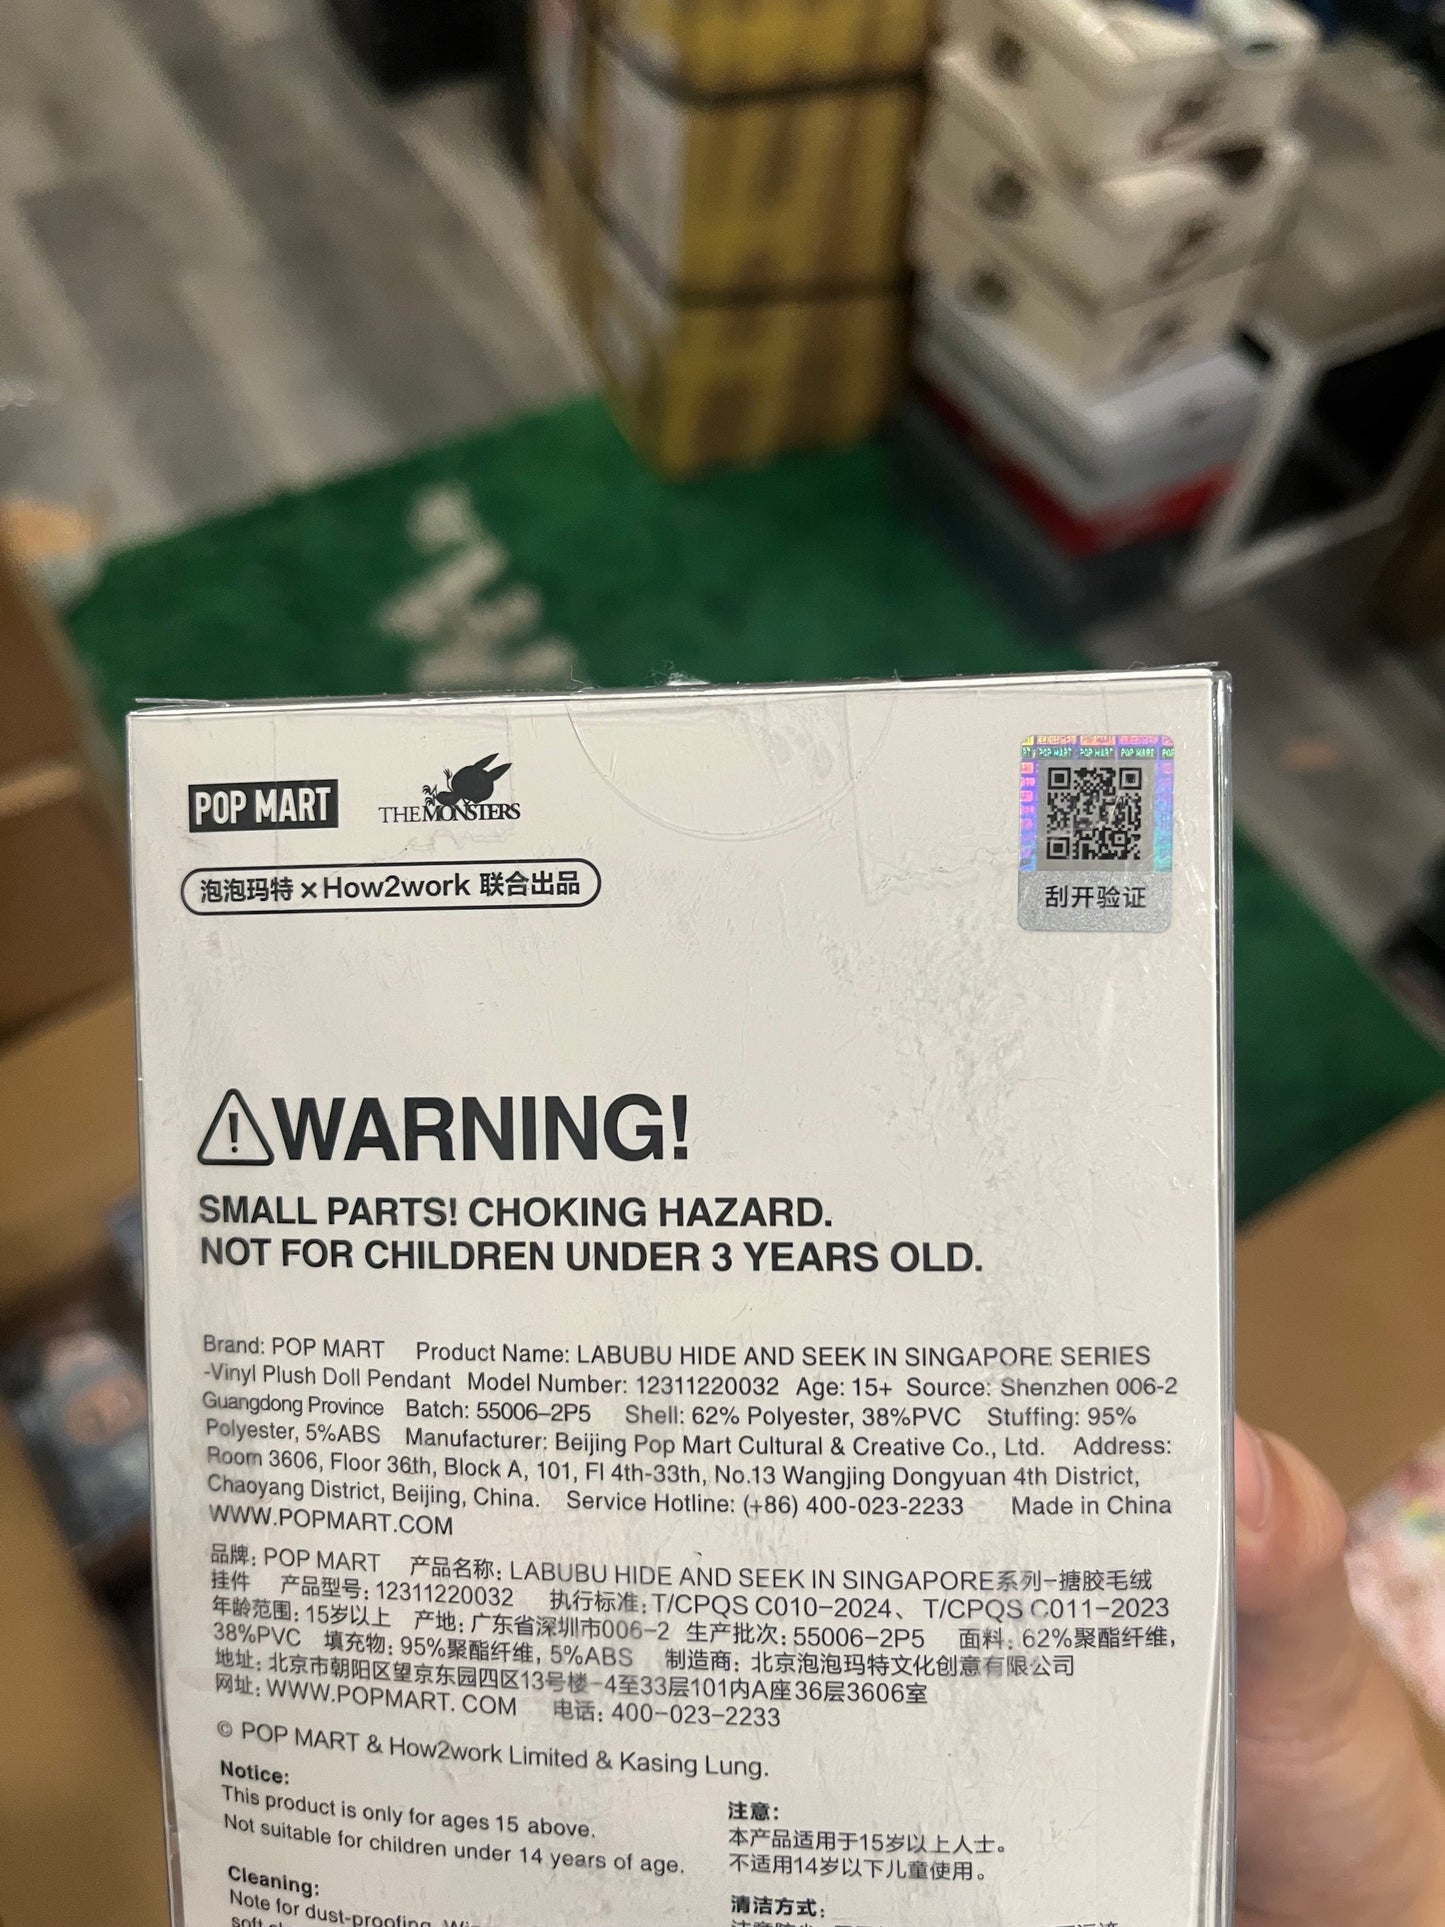 POP MART
THE MONSTERS
泡泡玛特×How2work 联合出品
刮开验证
POP MART POP MART POP MART
⚠WARNING!
SMALL PARTS! CHOKING HAZARD.
NOT FOR CHILDREN UNDER 3 YEARS OLD.
Brand: POP MART Product Name: LABUBU HIDE AND SEEK IN SINGAPORE SERIES
-Vinyl Plush Doll Pendant Model Number: 12311220032 Age: 15+ Source: Shenzhen 006-2
Guangdong Province Batch: 55006–2P5 Shell: 62% Polyester, 38%PVC Stuffing: 95%
Polyester, 5%ABS Manufacturer: Beijing Pop Mart Cultural & Creative Co., Ltd. Address:
Room 3606, Floor 36th, Block A, 101, Fl 4th-33th, No.13 Wangjing Dongyuan 4th District,
Chaoyang District, Beijing, China. Service Hotline: (+86) 400-023-2233 Made in China
WWW.POPMART.COM
品牌: POP MART 产品名称: LABUBU HIDE AND SEEK IN SINGAPORE系列–搪胶毛绒
挂件 产品型号: 12311220032 执行标准: T/CPQS C010–2024、 T/CPQS C011–2023
年龄范围: 15岁以上 产地: 广东省深圳市006–2 生产批次: 55006–2P5 面料: 62%聚酯纤维,
38%PVC 填充物: 95%聚酯纤维, 5%ABS 制造商: 北京泡泡玛特文化创意有限公司
地址: 北京市朝阳区望京东园四区13号楼–4至33层101内A座36层3606室
网址: WWW.POPMART. COM 电话: 400–023–2233
© POP MART & How2work Limited & Kasing Lung.
Notice:
This product is only for ages 15 above.
Not suitable for children under 14 years of age.
Cleaning:
Note for dust-proofing.
注意:
本产品适用于15岁以上人士。
不适用14岁以下儿童使用。
清洁方式: